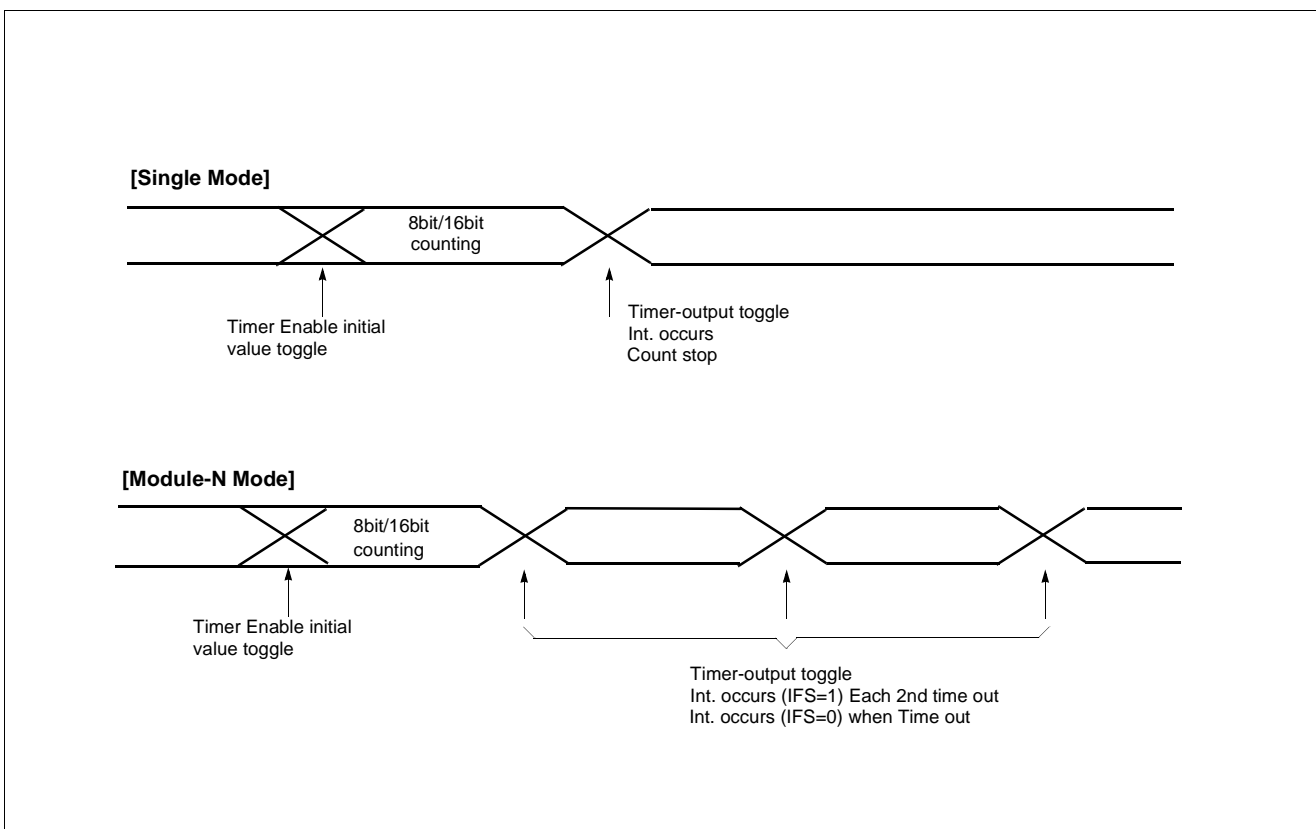 [Single Mode]
8bit/16bit
counting
Timer Enable initial
value toggle
Timer-output toggle
Int. occurs
Count stop
[Module-N Mode]
8bit/16bit
counting
Timer Enable initial
value toggle
Timer-output toggle
Int. occurs (IFS=1) Each 2nd time out
Int. occurs (IFS=0) when Time out